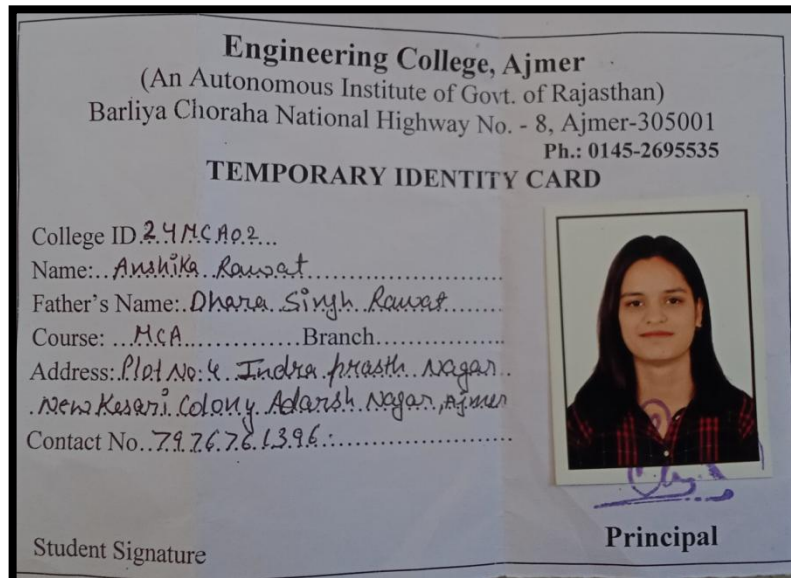 Engineering College, Ajmer
(An Autonomous Institute of Govt. of Rajasthan)
Barliya Choraha National Highway No. - 8, Ajmer-305001
Ph.: 0145-2695535
TEMPORARY IDENTITY CARD
College ID.24MCA02...
Name:..Anshika Rawat..................
Father's Name:..Dhara Singh Rawat......
Course: ...MCA..............Branch................
Address:.Plot No:4 Indra prasth Nagar..
.New Kesari Colony Adarsh Nagar, Ajmer
Contact No..7976761396:...................
Student Signature
Principal